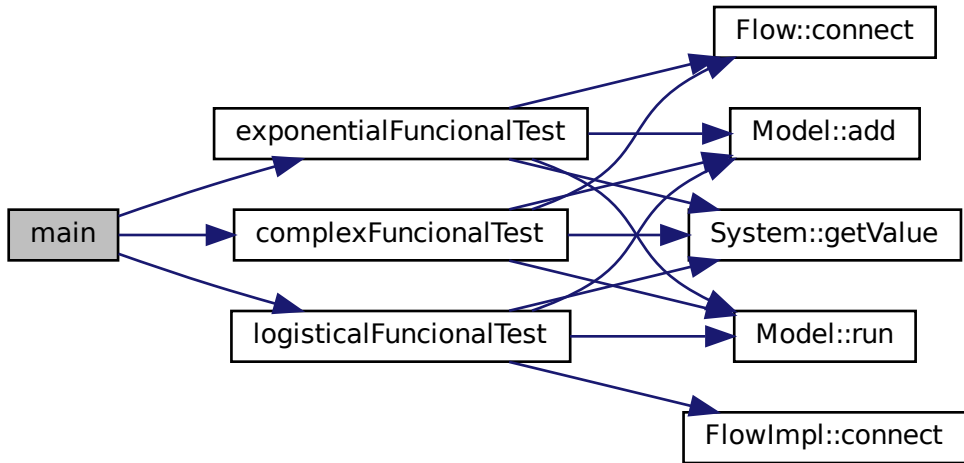 main
exponentialFuncionalTest
complexFuncionalTest
logisticalFuncionalTest
Flow::connect
Model::add
System::getValue
Model::run
FlowImpl::connect